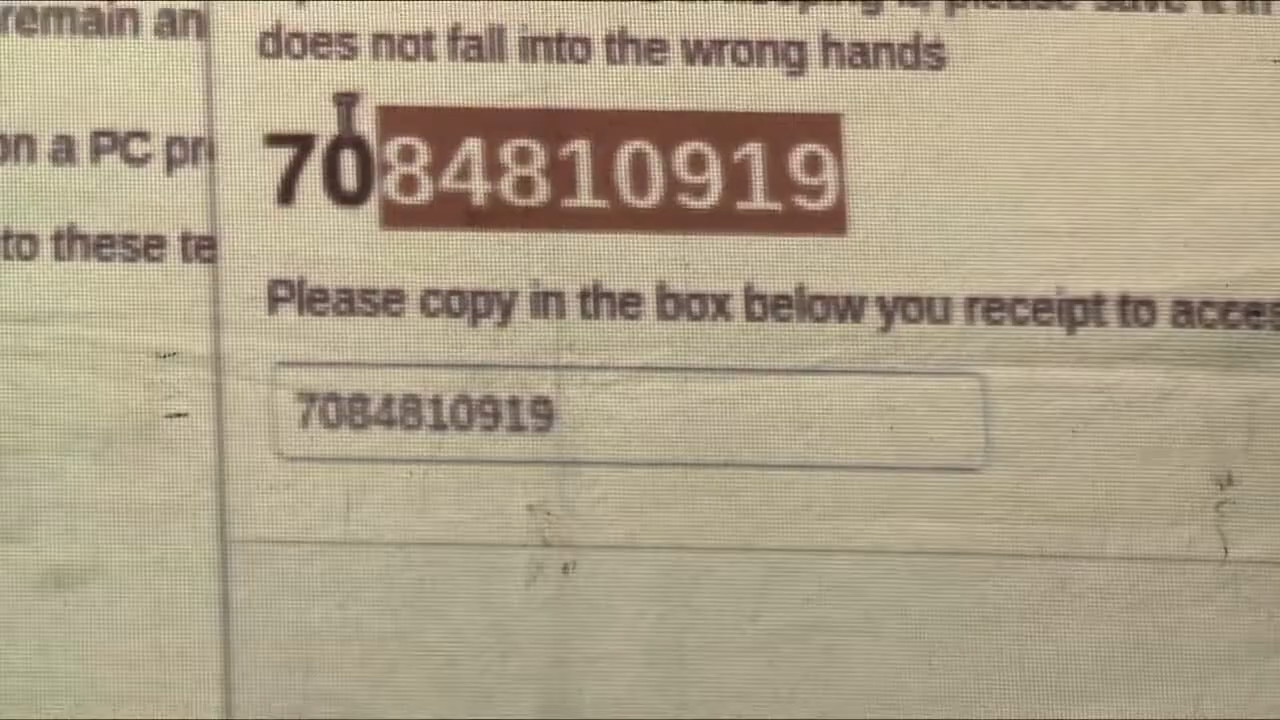 remain an
on a PC pr
to these te
does not fall into the wrong hands
7084810919
Please copy in the box below you receipt to
7084810919